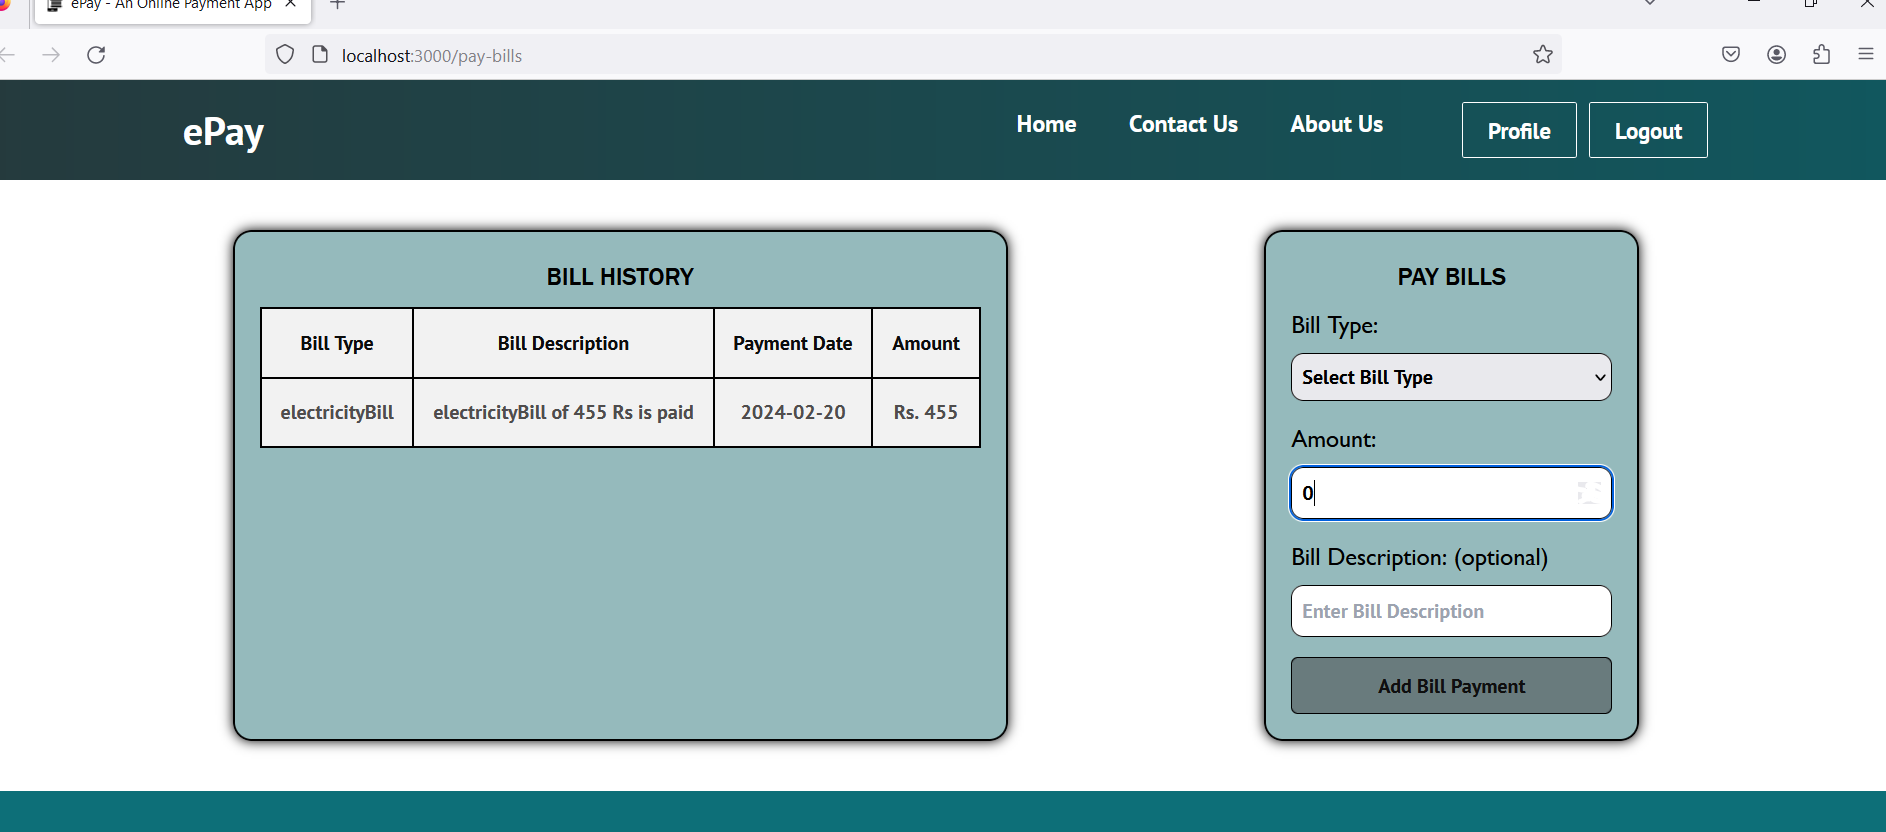 ePay - An Online Payment App
localhost:3000/pay-bills
ePay
Home
Contact Us
About Us
Profile
Logout
BILL HISTORY
Bill Type Bill Description Payment Date Amount
electricityBill electricityBill of 455 Rs is paid 2024-02-20 Rs. 455
PAY BILLS
Bill Type:
Select Bill Type
Amount:
0
Bill Description: (optional)
Enter Bill Description
Add Bill Payment